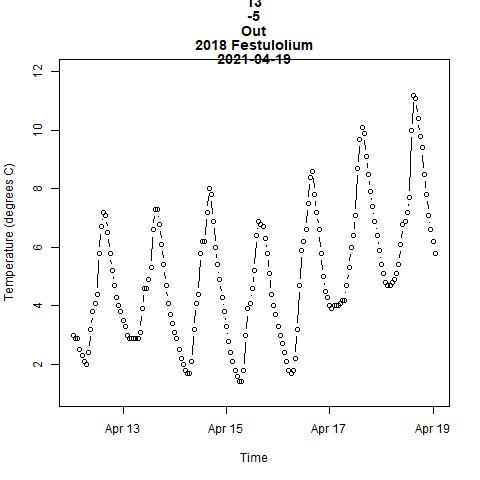 13
-5
Out
2018 Festulolium
2021-04-19
Temperature (degrees C)
12
10
8
6
4
2
Apr 13
Apr 15
Apr 17
Apr 19
Time